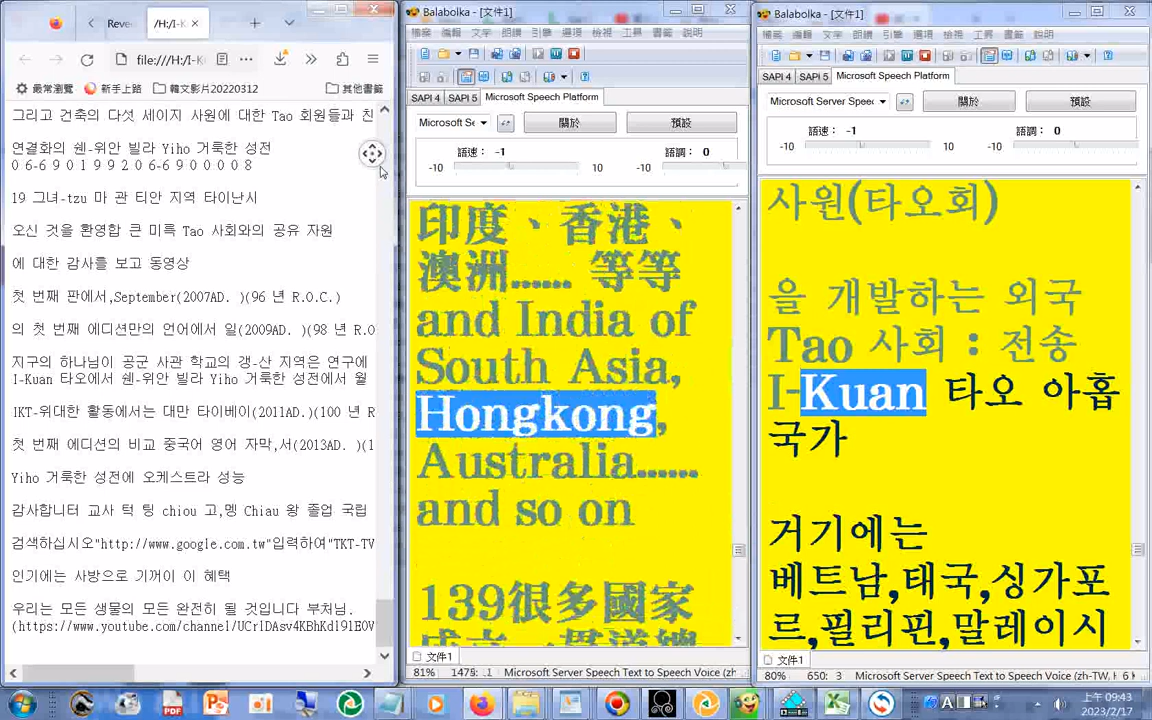 Reve
/H:/I-K
file:///H:/I-K
最常瀏覽
新手上路
韓文影片20220312
其他書籤
그리고 건축의 다섯 세이지 사원에 대한 Tao 회원들과 친
연결화의 쉔-위안 빌라 Yiho 거룩한 성전
0 6-6 9 0 1 9 9 2 0 6-6 9 0 0 0 0 8
19 그녀-tzu 마 관 티안 지역 타이난시
오신 것을 환영합 큰 미륵 Tao 사회와의 공유 자원
에 대한 감사를 보고 동영상
첫 번째 판에서,September(2007AD. )(96 년 R.O.C.)
의 첫 번째 에디션만의 언어에서 일(2009AD. )(98 년 R.O
지구의 하나님이 공군 사관 학교의 갱-산 지역은 연구에
I-Kuan 타오에서 쉔-위안 빌라 Yiho 거룩한 성전에서 월
IKT-위대한 활동에서는 대만 타이베이(2011AD.)(100 년 R
첫 번째 에디션의 비교 중국어 영어 자막,서(2013AD. )(1
Yiho 거룩한 성전에 오케스트라 성능
감사합니터 교사 턱 팅 chiou 고,멩 Chiau 왕 졸업 국립
검색하십시오"http://www.google.com.tw"입력하여"TKT-TV
인기에는 사방으로 기꺼이 이 혜택
우리는 모든 생물의 모든 완전히 될 것입니다 부처님.
(https://www.youtube.com/channel/UCr1DAsv4KBhKdl9lEOV
Balabolka - [文件1]
檔案 編輯 文字 朗讀 引擎 選項 檢視 工具 書籤 說明
SAPI 4 SAPI 5 Microsoft Speech Platform
Microsoft Se
關於
預設
語速： -1
語調： 0
-10 10 -10
印度、香港、
澳洲...... 等等
and India of
South Asia,
Hongkong,
Australia......
and so on
139很多國家
成立一貫道總
文件1
81% 1475: .1 Microsoft Server Speech Text to Speech Voice (zh-
Balabolka - [文件1]
檔案 編輯 文字 朗讀 引擎 選項 檢視 工具 書籤 說明
SAPI 4 SAPI 5 Microsoft Speech Platform
Microsoft Server Speec
關於
預設
語速： -1
語調： 0
-10 10 -10
사원(타오회)
을 개발하는 외국
Tao 사회 : 전송
I-Kuan 타오 아홉
국가
거기에는
베트남,태국,싱가포
르,필리핀,말레이시
文件1
80% 650: 3 Microsoft Server Speech Text to Speech Voice (zh-TW, H
上午 09:43
2023/2/17